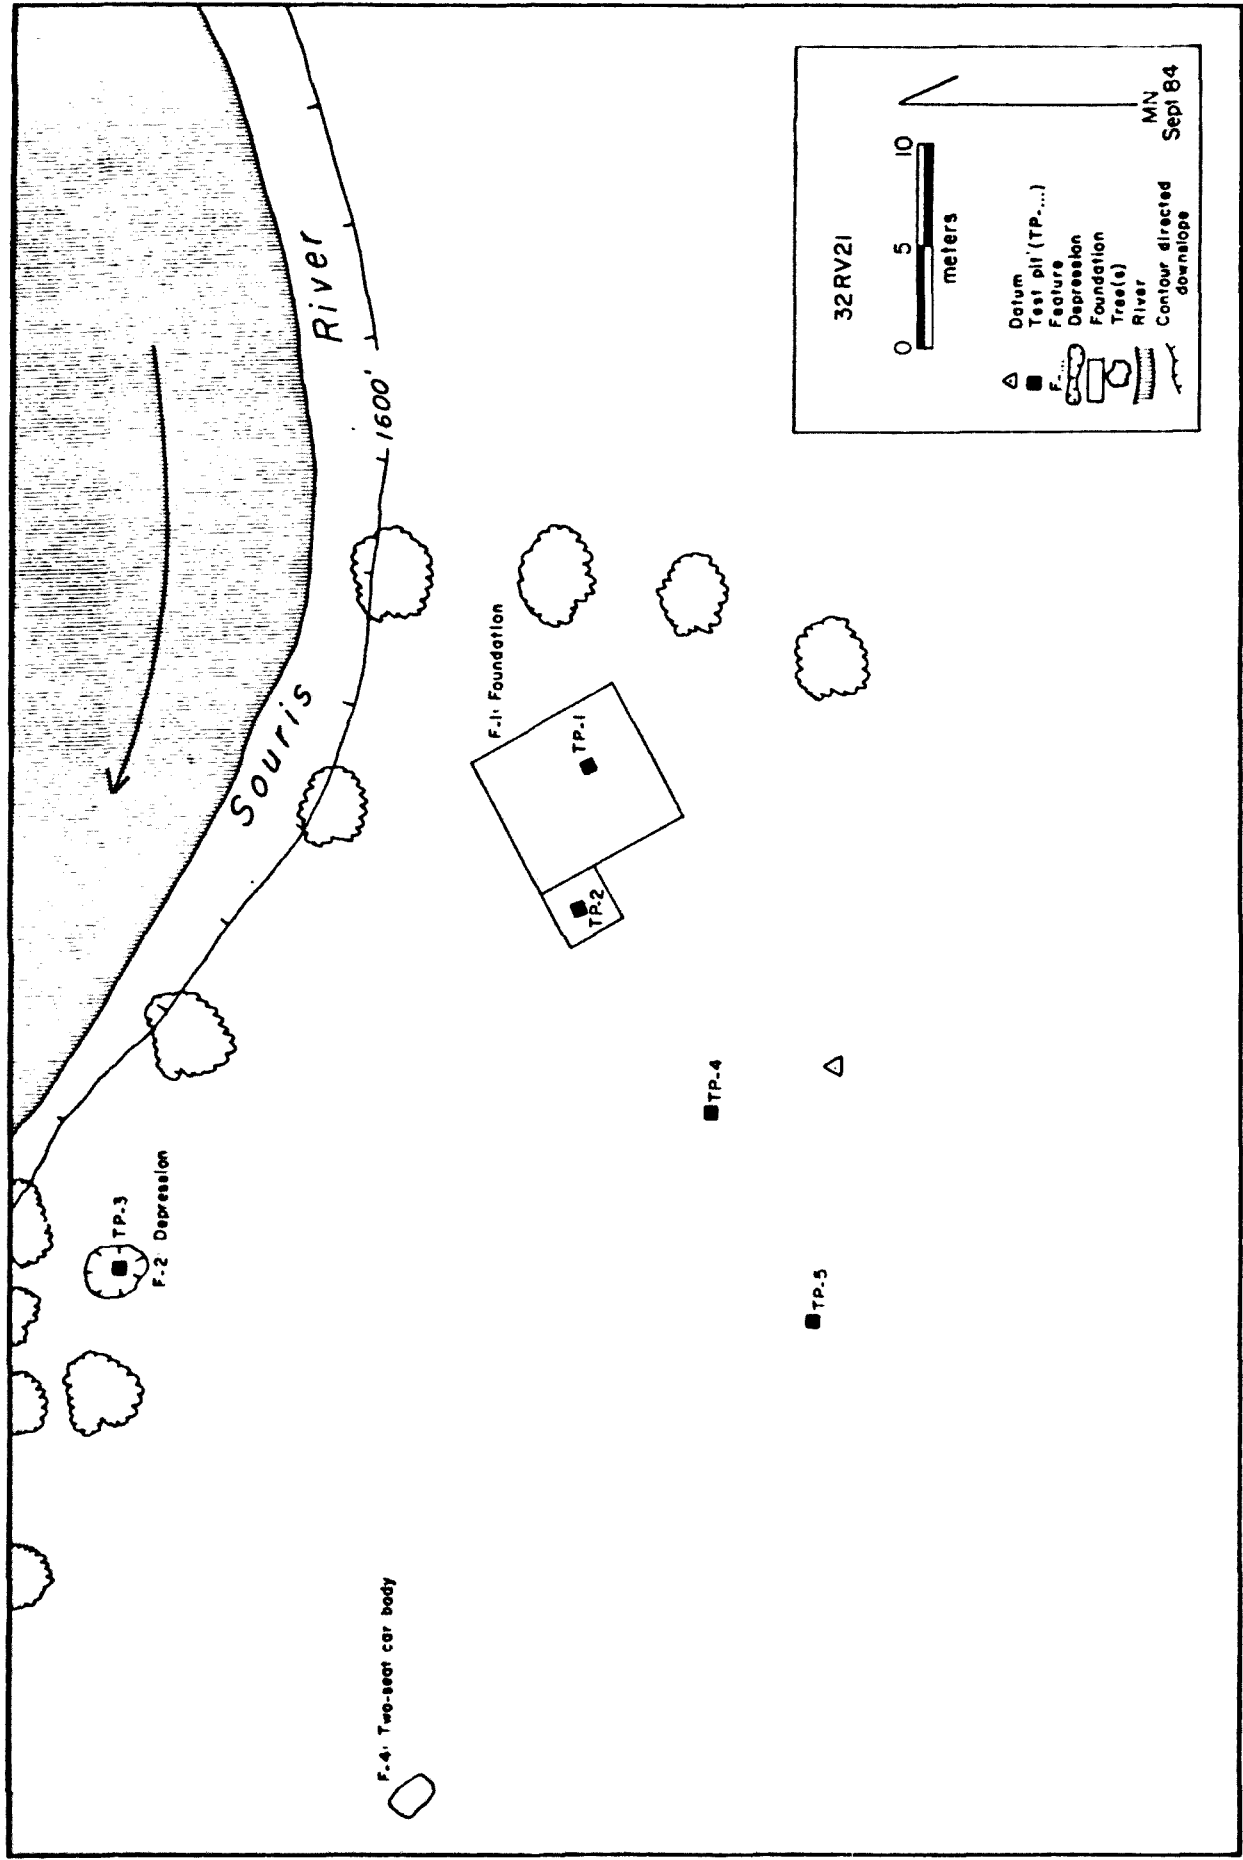 Souris River
1600'
F-1: Foundation
TP-1
TP-2
TP-3
F-2: Depression
TP-4
TP-5
F-4: Two-seat car body
32RV21
0 5 10
meters
Datum
Test pit (TP-...)
F... Feature
Depression
Foundation
Tree(s)
River
Contour directed
downslope
MN
Sept 84